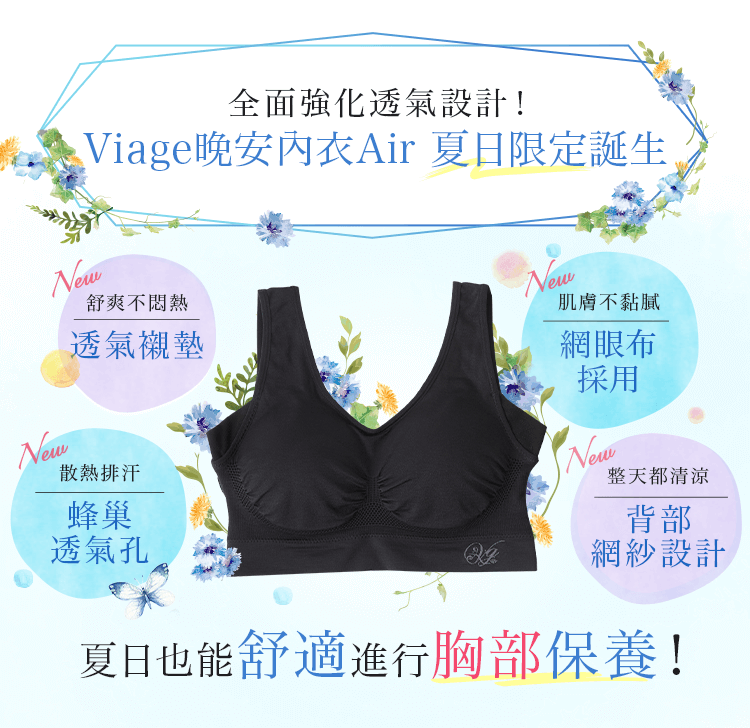 全面強化透氣設計!
Viage晚安內衣Air 夏日限定誕生
New
舒爽不悶熱
透氣襯墊
New
肌膚不黏膩
網眼布
採用
New
散熱排汗
蜂巢
透氣孔
New
整天都清涼
背部
網紗設計
Vg
夏日也能舒適進行胸部保養!